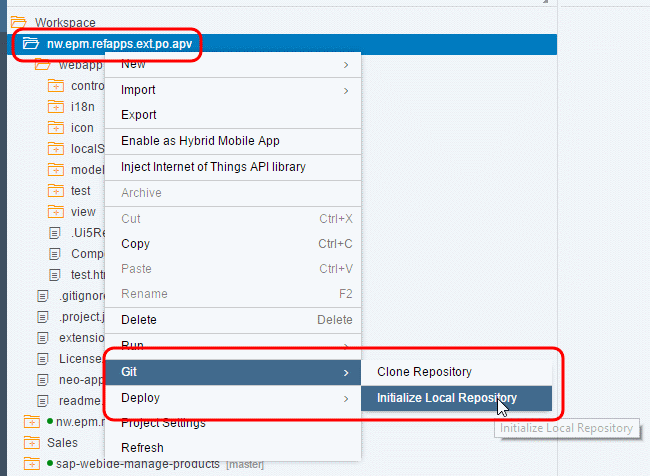 Workspace
nw.epm.refapps.ext.po.apv
webapp
New
contro
Import
i18n
Export
icon
Enable as Hybrid Mobile App
localS
Inject Internet of Things API library
model
test
Archive
view
Cut Ctrl+X
.Ui5Re
Copy Ctrl+C
Compo
Paste Ctrl+V
test.htm
Rename F2
.gitignore
.project.j
Delete Delete
extension
Run
License
Git
Clone Repository
neo-app
Deploy
Initialize Local Repository
readme.
Project Settings
nw.epm.r
Initialize Local Repository
Sales
Refresh
sap-webide-manage-products [master]